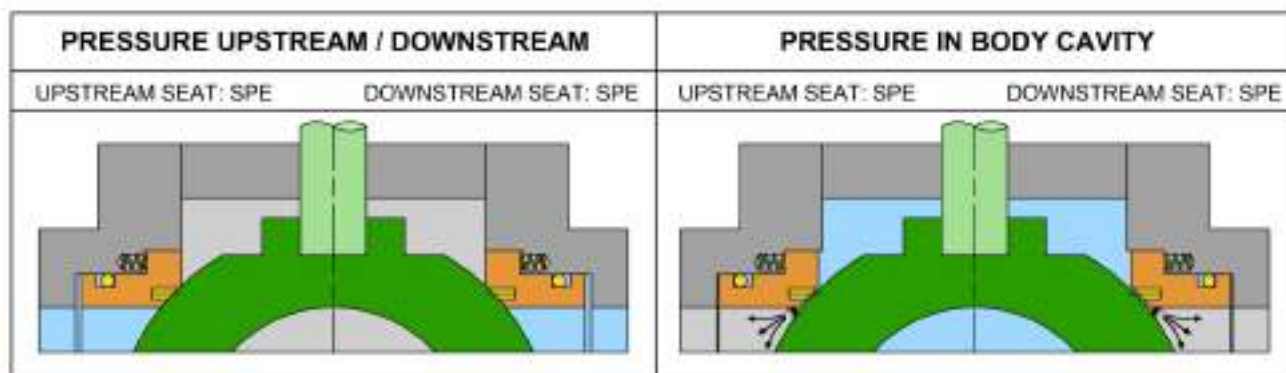 PRESSURE UPSTREAM / DOWNSTREAM
PRESSURE IN BODY CAVITY
UPSTREAM SEAT: SPE
DOWNSTREAM SEAT: SPE
UPSTREAM SEAT: SPE
DOWNSTREAM SEAT: SPE